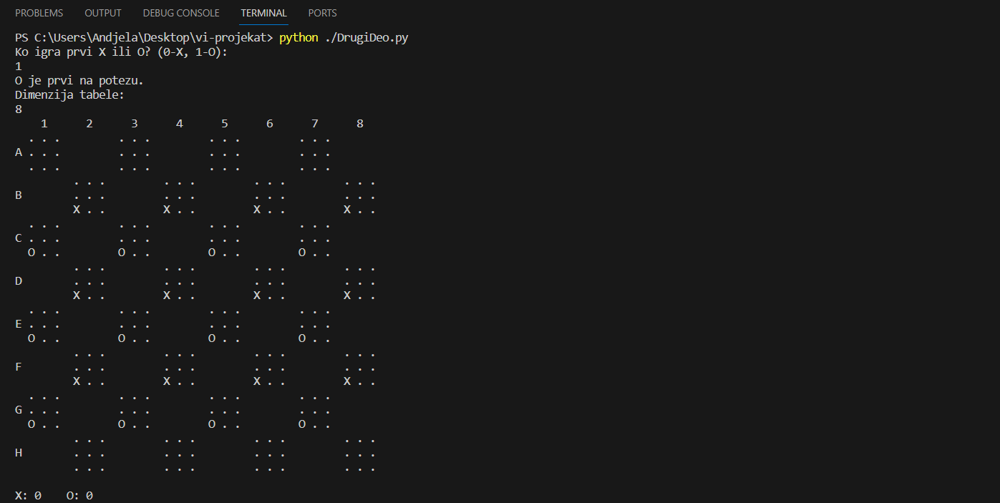 PROBLEMS OUTPUT DEBUG CONSOLE TERMINAL PORTS
PS C:\Users\Andjela\Desktop\vi-projekat> python ./DrugiDeo.py
Ko igra prvi X ili O? (0-X, 1-O):
1
O je prvi na potezu.
Dimenzija tabele:
8
    1     2     3     4     5     6     7     8
  . . .         . . .         . . .         . . .
A . . .         . . .         . . .         . . .
  . . .         . . .         . . .         . . .
         . . .         . . .         . . .         . . .
B        . . .         . . .         . . .         . . .
         X . .         X . .         X . .         X . .
  . . .         . . .         . . .         . . .
C . . .         . . .         . . .         . . .
  O . .         O . .         O . .         O . .
         . . .         . . .         . . .         . . .
D        . . .         . . .         . . .         . . .
         X . .         X . .         X . .         X . .
  . . .         . . .         . . .         . . .
E . . .         . . .         . . .         . . .
  O . .         O . .         O . .         O . .
         . . .         . . .         . . .         . . .
F        . . .         . . .         . . .         . . .
         X . .         X . .         X . .         X . .
  . . .         . . .         . . .         . . .
G . . .         . . .         . . .         . . .
  O . .         O . .         O . .         O . .
         . . .         . . .         . . .         . . .
H        . . .         . . .         . . .         . . .
         . . .         . . .         . . .         . . .
X: 0    O: 0